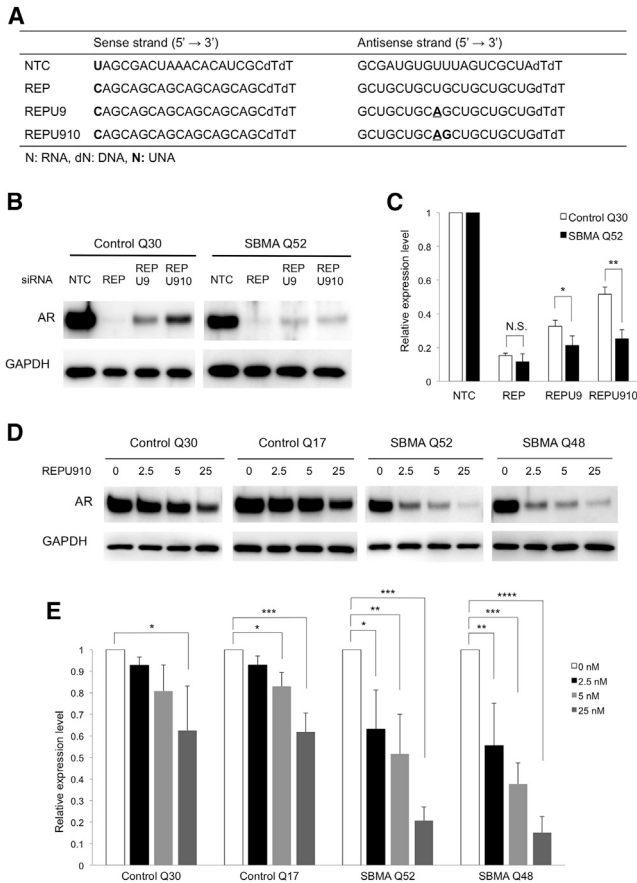 A
Sense strand (5’ → 3’) Antisense strand (5’ → 3’)
NTC UAGCGACUAAACACAUCGCdTdT GCGAUGUGUUUAGUCGCUAdTdT
REP CAGCAGCAGCAGCAGCAGCdTdT GCUGCUGCUGCUGCUGCUGdTdT
REPU9 CAGCAGCAGCAGCAGCAGCdTdT GCUGCUGCAGCUGCUGCUGdTdT
REPU910 CAGCAGCAGCAGCAGCAGCdTdT GCUGCUGCAGCUGCUGCUGdTdT
N: RNA, dN: DNA, N: UNA
B
Control Q30 SBMA Q52
siRNA NTC REP REP U9 REP U910 NTC REP REP U9 REP U910
AR
GAPDH
C
Relative expression level
1
0.8
0.6
0.4
0.2
0
Control Q30
SBMA Q52
N.S.
*
**
NTC REP REPU9 REPU910
D
Control Q30 Control Q17 SBMA Q52 SBMA Q48
REPU910 0 2.5 5 25 0 2.5 5 25 0 2.5 5 25 0 2.5 5 25
AR
GAPDH
E
Relative expression level
1
0.9
0.8
0.7
0.6
0.5
0.4
0.3
0.2
0.1
0
*
***
*
***
**
*
****
***
**
0 nM
2.5 nM
5 nM
25 nM
Control Q30 Control Q17 SBMA Q52 SBMA Q48